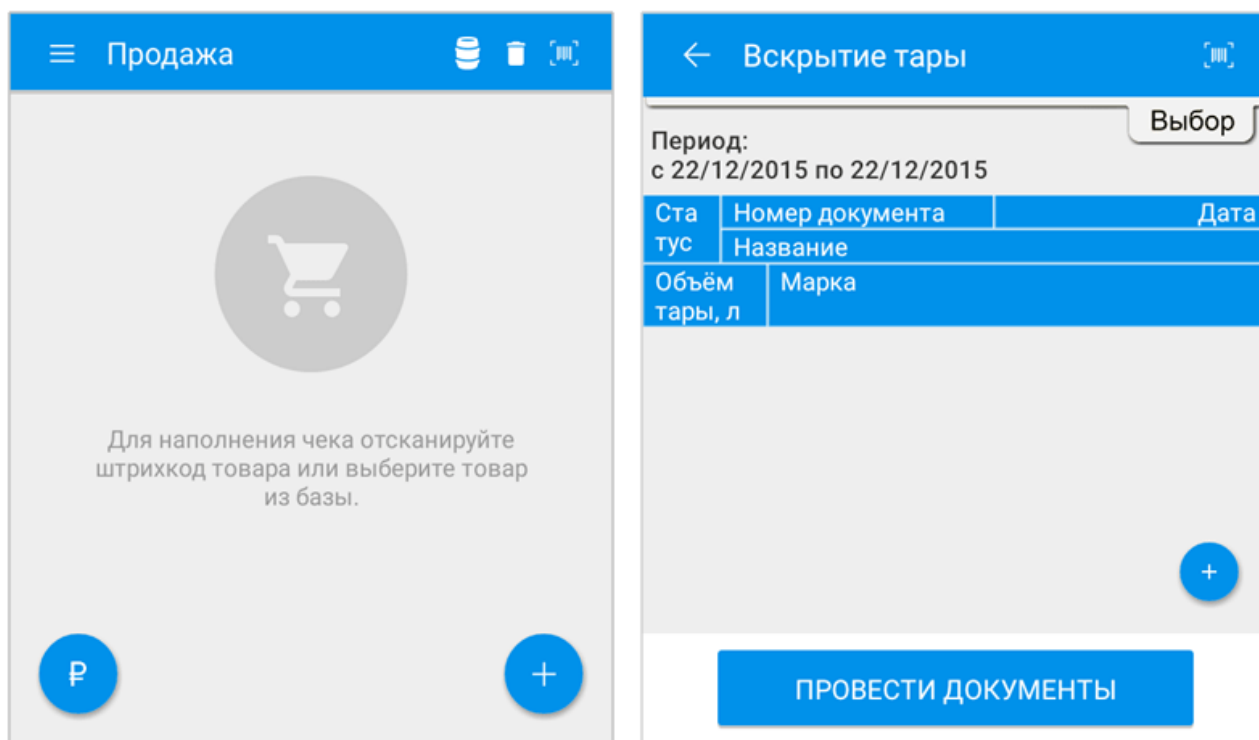 Продажа
Для наполнения чека отсканируйте
штрихкод товара или выберите товар
из базы.
₽
+
Вскрытие тары
Выбор
Период:
с 22/12/2015 по 22/12/2015
Ста
тус
Номер документа
Дата
Название
Объём
тары, л
Марка
+
ПРОВЕСТИ ДОКУМЕНТЫ